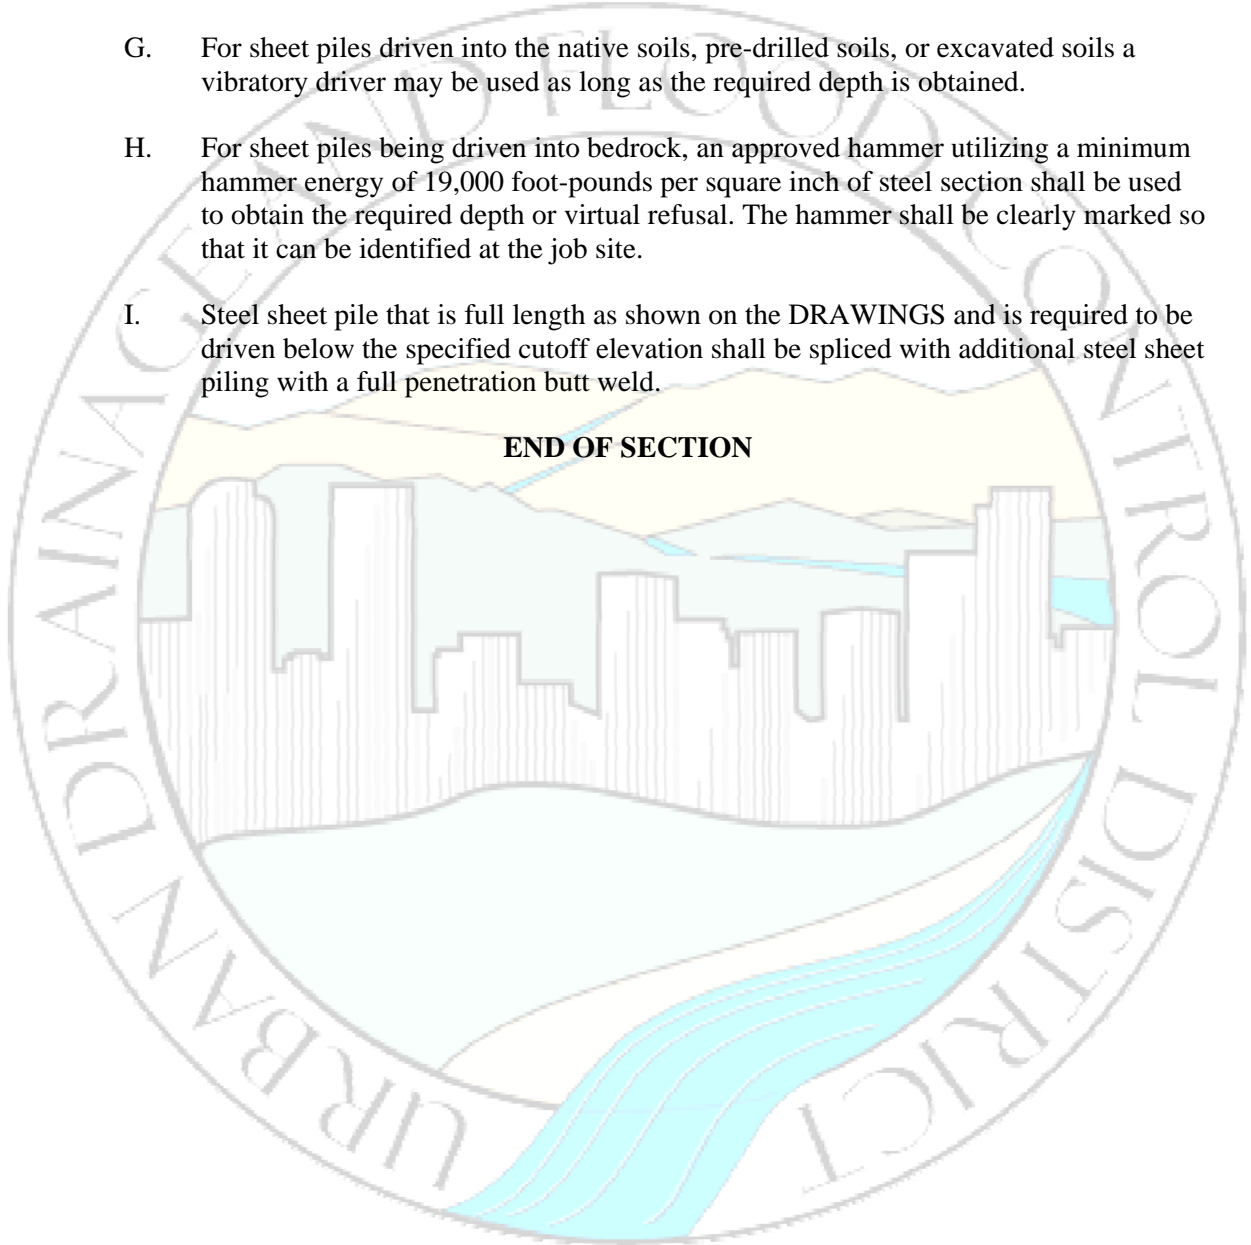 G. For sheet piles driven into the native soils, pre-drilled soils, or excavated soils a
vibratory driver may be used as long as the required depth is obtained.
H. For sheet piles being driven into bedrock, an approved hammer utilizing a minimum
hammer energy of 19,000 foot-pounds per square inch of steel section shall be used
to obtain the required depth or virtual refusal. The hammer shall be clearly marked so
that it can be identified at the job site.
I. Steel sheet pile that is full length as shown on the DRAWINGS and is required to be
driven below the specified cutoff elevation shall be spliced with additional steel sheet
piling with a full penetration butt weld.
END OF SECTION
URBAN DRAINAGE AND FLOOD CONTROL DISTRICT